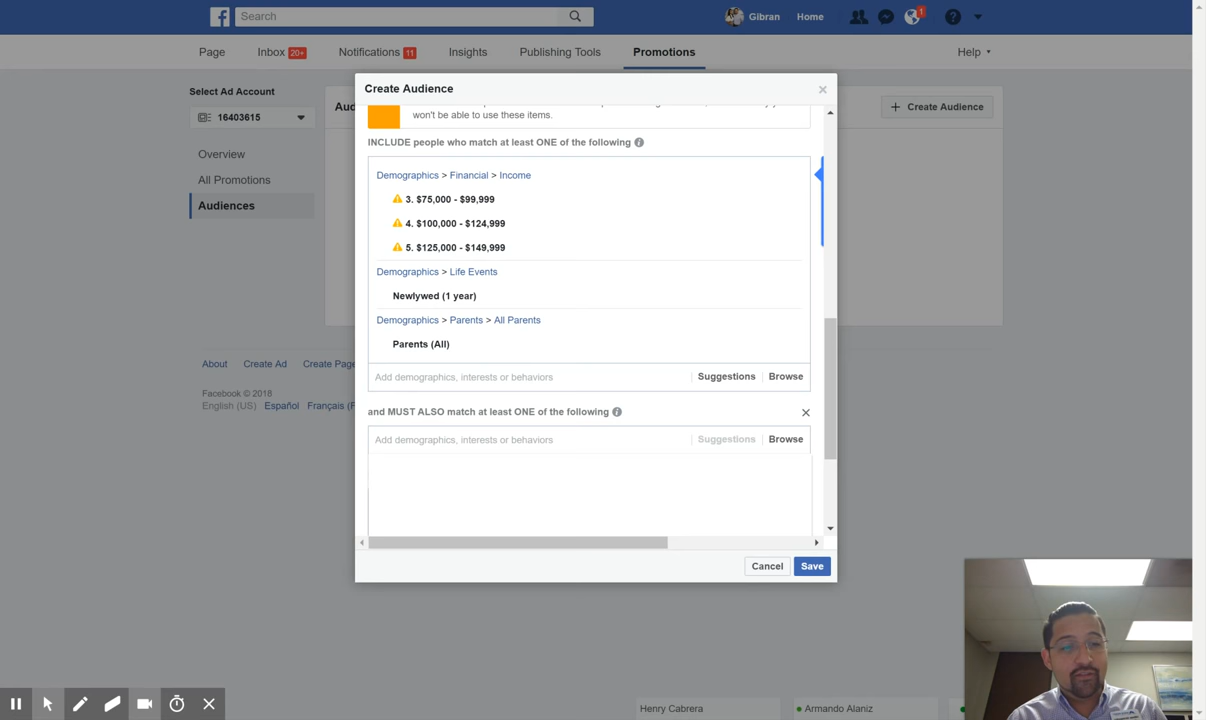 Search
Gibran Home 1
Page Inbox 20+ Notifications 11 Insights Publishing Tools Promotions Help
Select Ad Account
16403615
Overview
All Promotions
Audiences
+ Create Audience
Create Audience
won't be able to use these items.
INCLUDE people who match at least ONE of the following
Demographics > Financial > Income
3. $75,000 - $99,999
4. $100,000 - $124,999
5. $125,000 - $149,999
Demographics > Life Events
Newlywed (1 year)
Demographics > Parents > All Parents
Parents (All)
Add demographics, interests or behaviors Suggestions Browse
and MUST ALSO match at least ONE of the following
Add demographics, interests or behaviors Suggestions Browse
Cancel Save
About Create Ad Create Page
Facebook © 2018
English (US) Español Français (F
Henry Cabrera Armando Alaniz